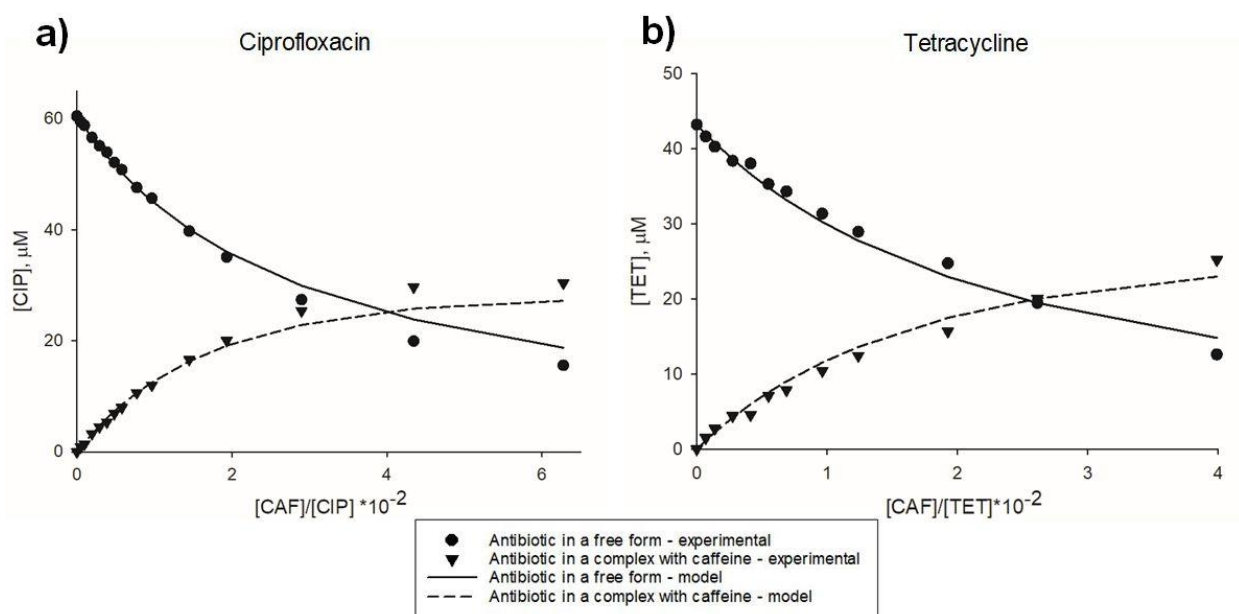 a)
Ciprofloxacin
[CIP], μM
60
40
20
0
0 2 4 6
[CAF]/[CIP] *10-2
b)
Tetracycline
[TET], μM
50
40
30
20
10
0
0 1 2 3 4
[CAF]/[TET]*10-2
Antibiotic in a free form - experimental
Antibiotic in a complex with caffeine - experimental
Antibiotic in a free form - model
Antibiotic in a complex with caffeine - model